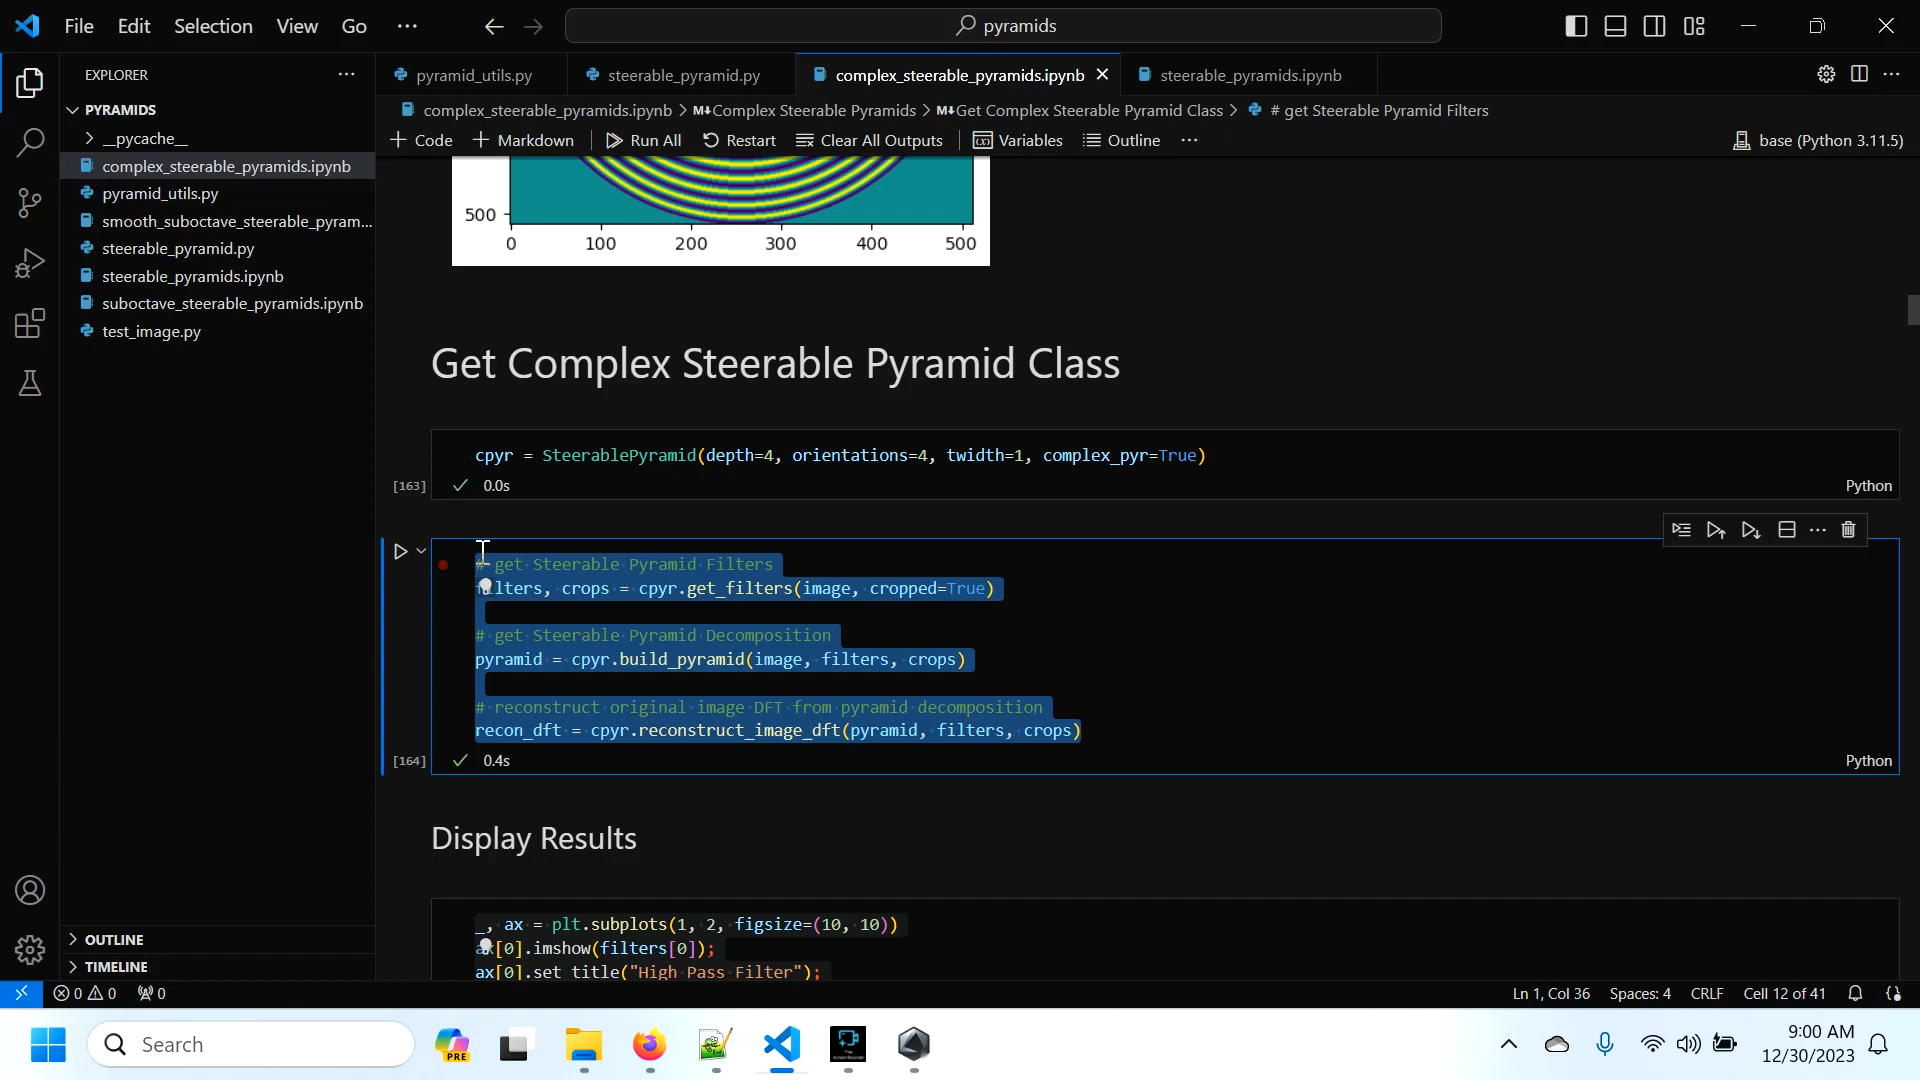 File Edit Selection View Go
pyramids
EXPLORER
PYRAMIDS
__pycache__
complex_steerable_pyramids.ipynb
pyramid_utils.py
smooth_suboctave_steerable_pyram...
steerable_pyramid.py
steerable_pyramids.ipynb
suboctave_steerable_pyramids.ipynb
test_image.py
OUTLINE
TIMELINE
pyramid_utils.py steerable_pyramid.py complex_steerable_pyramids.ipynb steerable_pyramids.ipynb
complex_steerable_pyramids.ipynb > M↓Complex Steerable Pyramids > M↓Get Complex Steerable Pyramid Class > # get Steerable Pyramid Filters
+ Code + Markdown Run All Restart Clear All Outputs Variables Outline ··· base (Python 3.11.5)
500
0 100 200 300 400 500
Get Complex Steerable Pyramid Class
cpyr = SteerablePyramid(depth=4, orientations=4, twidth=1, complex_pyr=True)
[163] 0.0s Python
# get Steerable Pyramid Filters
filters, crops = cpyr.get_filters(image, cropped=True)
# get Steerable Pyramid Decomposition
pyramid = cpyr.build_pyramid(image, filters, crops)
# reconstruct original image DFT from pyramid decomposition
recon_dft = cpyr.reconstruct_image_dft(pyramid, filters, crops)
[164] 0.4s Python
Display Results
_, ax = plt.subplots(1, 2, figsize=(10, 10))
ax[0].imshow(filters[0]);
ax[0].set_title("High Pass Filter");
0 0 0 Ln 1, Col 36 Spaces: 4 CRLF Cell 12 of 41
Search
PRE
9:00 AM
12/30/2023